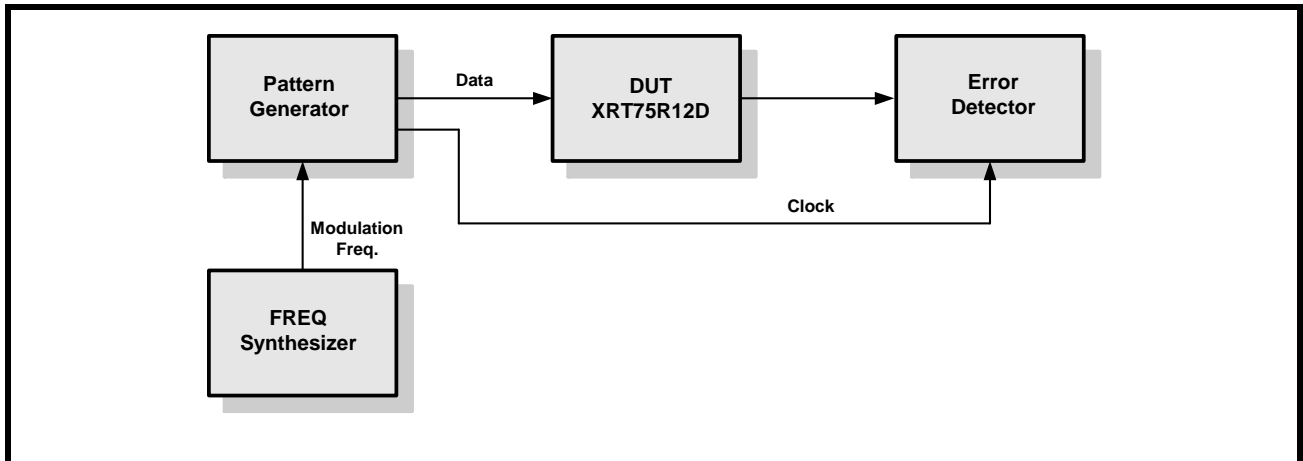 Pattern
Generator
Data
DUT
XRT75R12D
Error
Detector
Clock
Modulation
Freq.
FREQ
Synthesizer